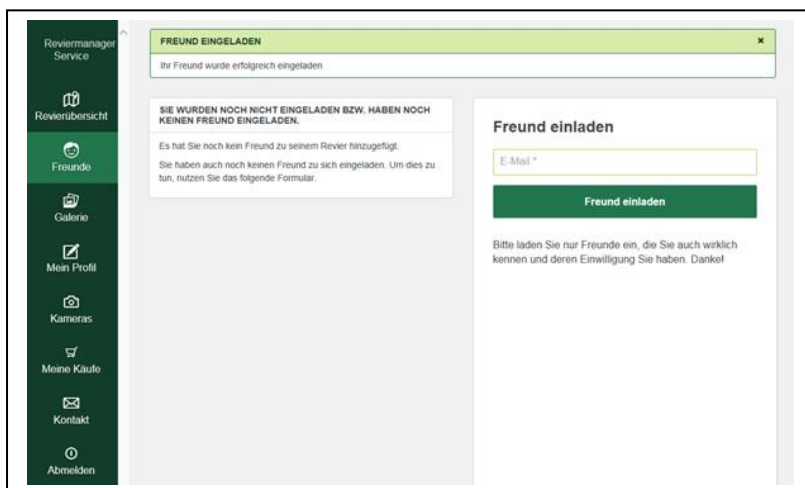 Reviermanager
Service
Revierübersicht
Freunde
Galerie
Mein Profil
Kameras
Meine Käufe
Kontakt
Abmelden
FREUND EINGELADEN
Ihr Freund wurde erfolgreich eingeladen
SIE WURDEN NOCH NICHT EINGELADEN BZW. HABEN NOCH
KEINEN FREUND EINGELADEN.
Es hat Sie noch kein Freund zu seinem Revier hinzugefügt.
Sie haben auch noch keinen Freund zu sich eingeladen. Um dies zu
tun, nutzen Sie das folgende Formular.
Freund einladen
E-Mail *
Freund einladen
Bitte laden Sie nur Freunde ein, die Sie auch wirklich
kennen und deren Einwilligung Sie haben. Danke!